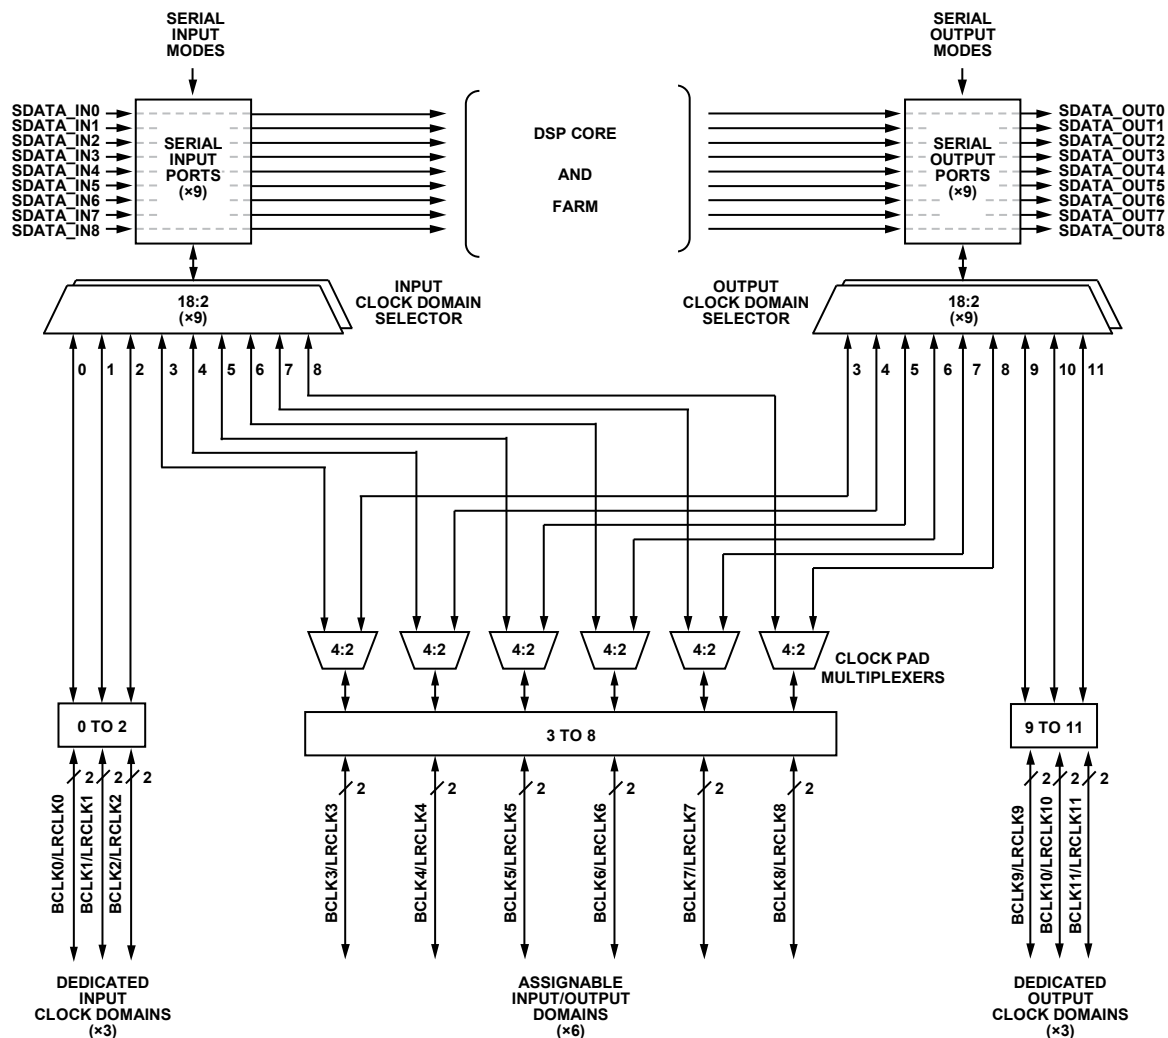 SERIAL
INPUT
MODES
SERIAL
OUTPUT
MODES
SDATA_IN0
SDATA_IN1
SDATA_IN2
SDATA_IN3
SDATA_IN4
SDATA_IN5
SDATA_IN6
SDATA_IN7
SDATA_IN8
SERIAL
INPUT
PORTS
(×9)
DSP CORE
AND
FARM
SERIAL
OUTPUT
PORTS
(×9)
SDATA_OUT0
SDATA_OUT1
SDATA_OUT2
SDATA_OUT3
SDATA_OUT4
SDATA_OUT5
SDATA_OUT6
SDATA_OUT7
SDATA_OUT8
18:2
(×9)
INPUT
CLOCK DOMAIN
SELECTOR
OUTPUT
CLOCK DOMAIN
SELECTOR
18:2
(×9)
0 1 2 3 4 5 6 7 8
3 4 5 6 7 8 9 10 11
4:2 4:2 4:2 4:2 4:2 4:2
CLOCK PAD
MULTIPLEXERS
0 TO 2
3 TO 8
9 TO 11
2 2 2
2 2 2 2 2 2
2 2 2
BCLK0/LRCLK0
BCLK1/LRCLK1
BCLK2/LRCLK2
BCLK3/LRCLK3
BCLK4/LRCLK4
BCLK5/LRCLK5
BCLK6/LRCLK6
BCLK7/LRCLK7
BCLK8/LRCLK8
BCLK9/LRCLK9
BCLK10/LRCLK10
BCLK11/LRCLK11
DEDICATED
INPUT
CLOCK DOMAINS
(×3)
ASSIGNABLE
INPUT/OUTPUT
DOMAINS
(×6)
DEDICATED
OUTPUT
CLOCK DOMAINS
(×3)